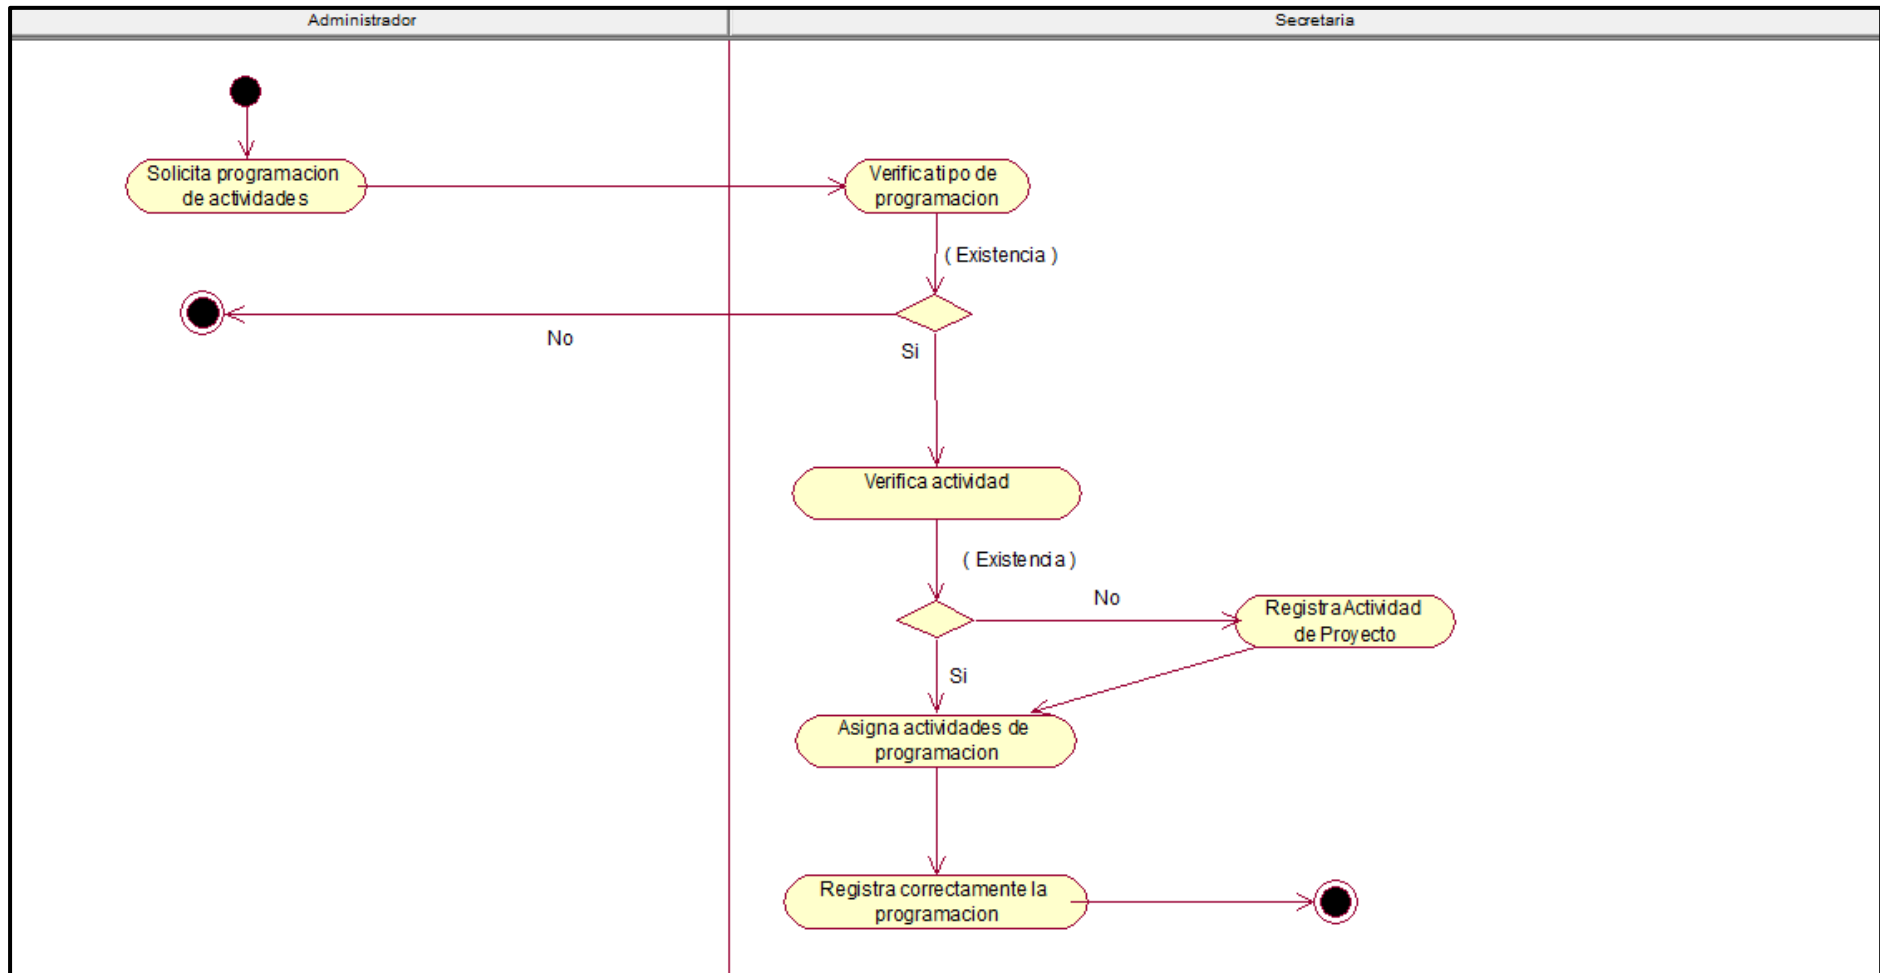 Administrador
Secretaria
Solicita programacion
de actividades
Verifica tipo de
programacion
( Existencia )
No
Si
Verifica actividad
( Existencia )
No
Registra Actividad
de Proyecto
Si
Asigna actividades de
programacion
Registra correctamente la
programacion